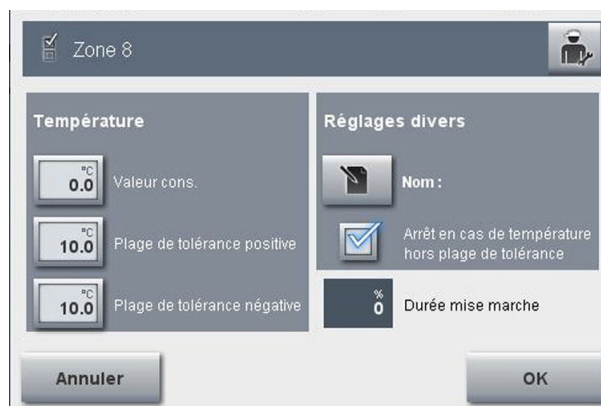 Zone 8
Température
°C
0.0
Valeur cons.
°C
10.0
Plage de tolérance positive
°C
10.0
Plage de tolérance négative
Réglages divers
Nom :
Arrêt en cas de température
hors plage de tolérance
%
0
Durée mise marche
Annuler
OK